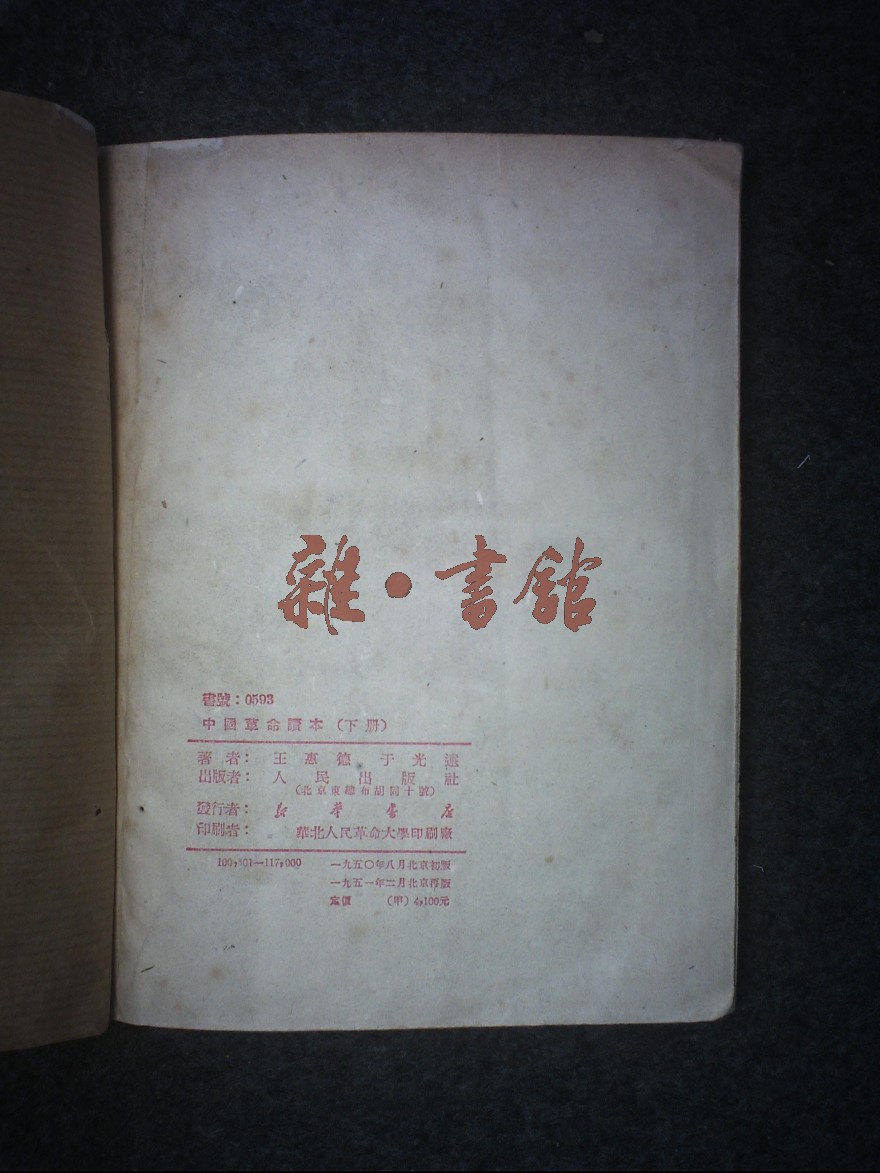 雜·書館
書號：0593
中國革命讀本（下册）
著者：王惠德 于光遠
出版者：人民出版社
（北京東總布胡同十號）
發行者：新華書店
印刷者：華北人民革命大學印刷廠
一九五〇年八月北京初版
117,000
一九五一年二月北京再版
定價 （甲）4,100元